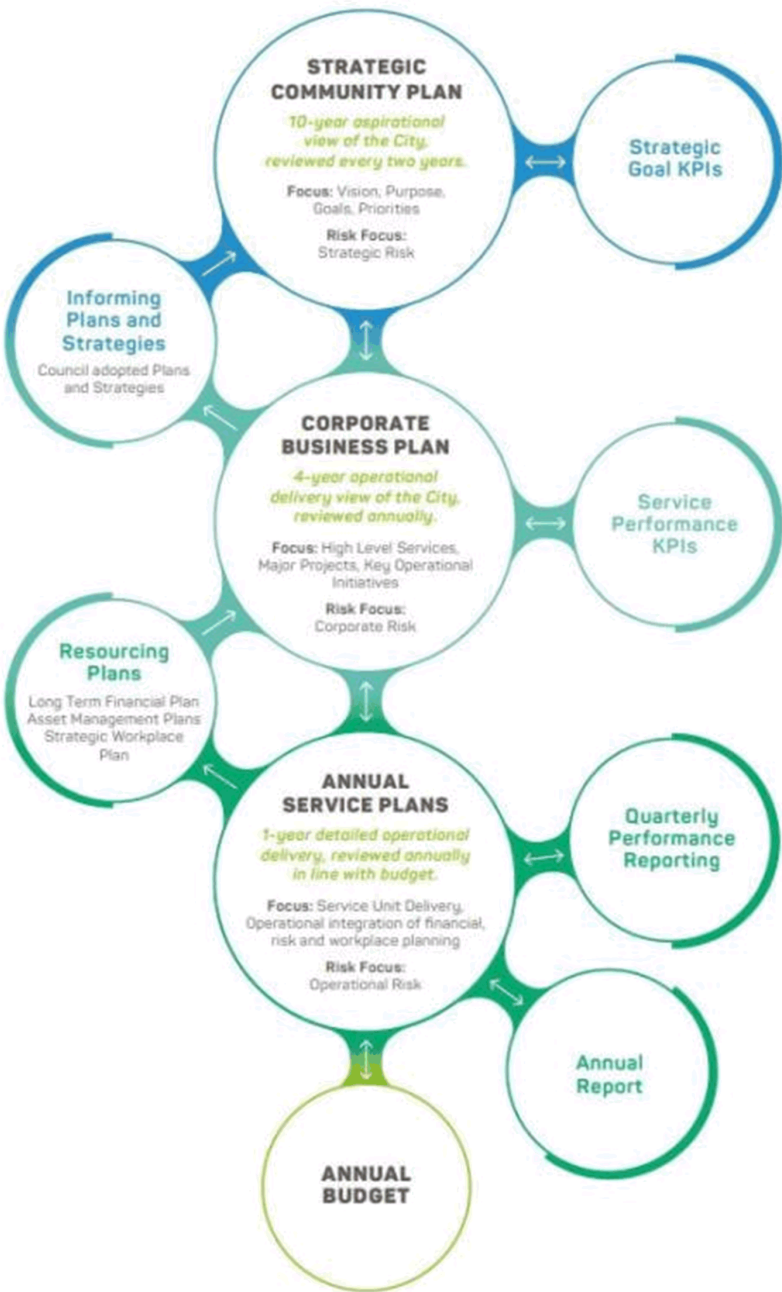 STRATEGIC
COMMUNITY PLAN
10-year aspirational
view of the City,
reviewed every two years.
Focus: Vision, Purpose,
Goals, Priorities
Risk Focus:
Strategic Risk
Strategic
Goal KPIs
Informing
Plans and
Strategies
Council adopted Plans
and Strategies
CORPORATE
BUSINESS PLAN
4-year operational
delivery view of the City,
reviewed annually.
Focus: High Level Services,
Major Projects, Key Operational
Initiatives
Risk Focus:
Corporate Risk
Service
Performance
KPIs
Resourcing
Plans
Long Term Financial Plan
Asset Management Plans
Strategic Workplace
Plan
ANNUAL
SERVICE PLANS
1-year detailed operational
delivery, reviewed annually
in line with budget.
Focus: Service Unit Delivery,
Operational integration of financial,
risk and workplace planning
Risk Focus:
Operational Risk
Quarterly
Performance
Reporting
Annual
Report
ANNUAL
BUDGET